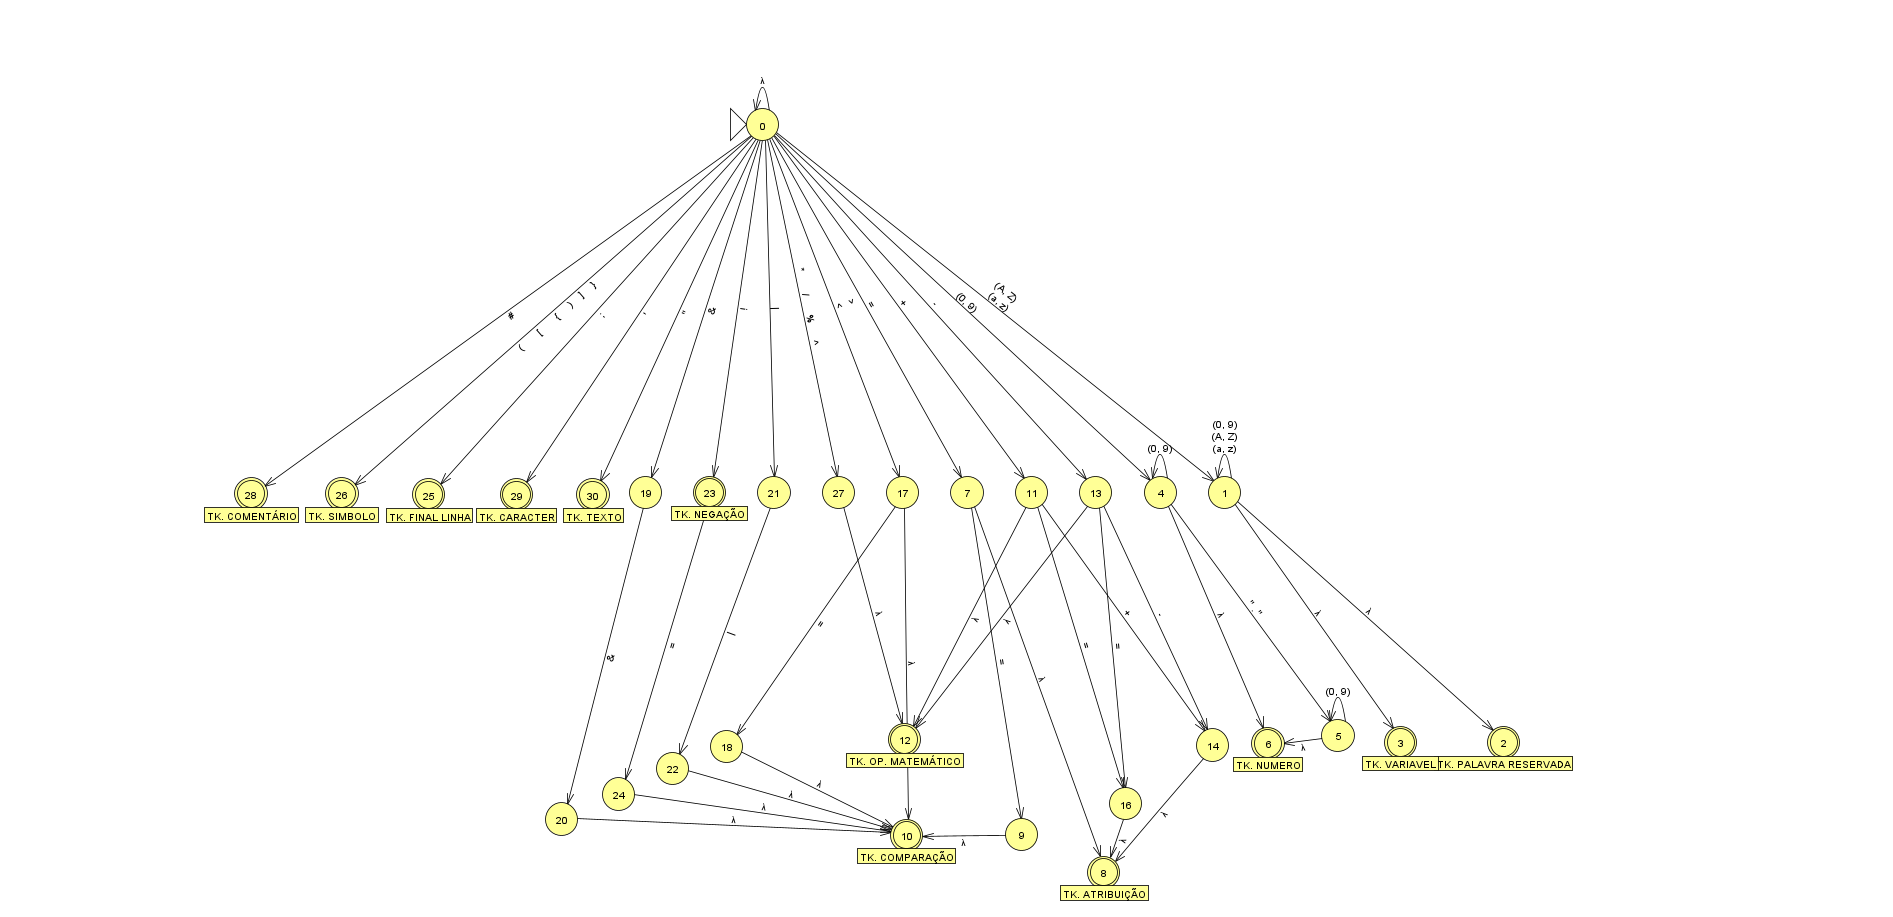 λ
0
*
/
%
^
(A, Z)
(a, z)
#
( [ { ) ] }
;
'
"
&
!
|
< >
=
+
-
(0, 9)
(0, 9)
(A, Z)
(a, z)
(0, 9)
28
26
25
29
30
19
23
21
27
17
7
11
13
4
1
TK. COMENTÁRIO
TK. SIMBOLO
TK. FINAL LINHA
TK. CARACTER
TK. TEXTO
TK. NEGAÇÃO
&
=
|
=
λ
λ
λ
λ
=
λ
=
=
+
-
λ
"."
λ
λ
(0, 9)
λ
18
12
14
6
5
3
2
TK. OP. MATEMÁTICO
TK. NUMERO
TK. VARIAVEL
TK. PALAVRA RESERVADA
22
24
20
λ
λ
λ
λ
10
9
λ
16
λ
λ
TK. COMPARAÇÃO
8
TK. ATRIBUIÇÃO